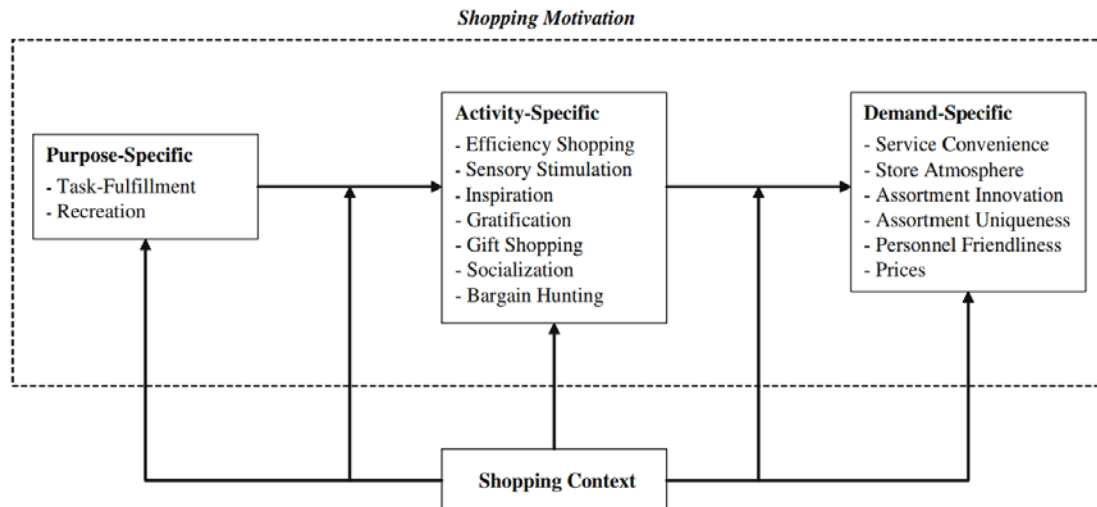 Shopping Motivation
Purpose-Specific
- Task-Fulfillment
- Recreation
Activity-Specific
- Efficiency Shopping
- Sensory Stimulation
- Inspiration
- Gratification
- Gift Shopping
- Socialization
- Bargain Hunting
Demand-Specific
- Service Convenience
- Store Atmosphere
- Assortment Innovation
- Assortment Uniqueness
- Personnel Friendliness
- Prices
Shopping Context